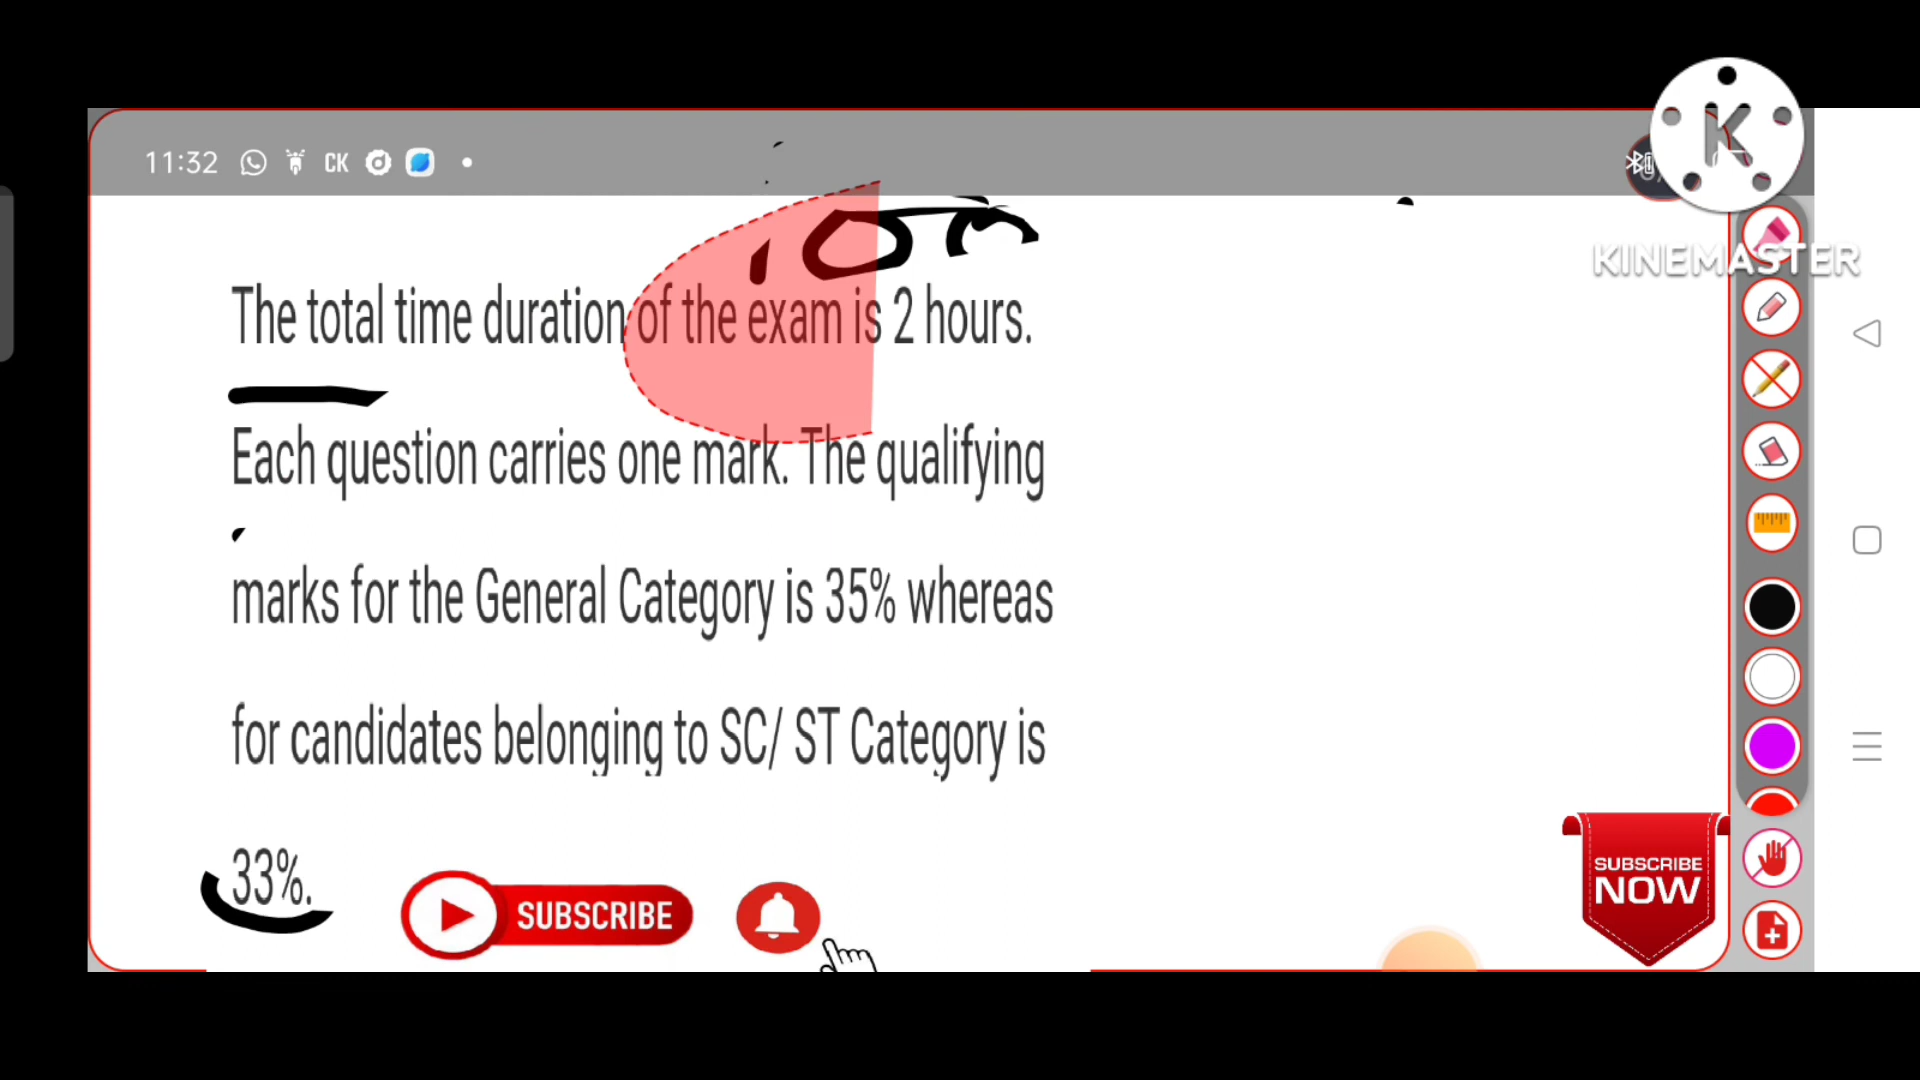 11:32 CK
KINEMASTER
The total time duration of the exam is 2 hours.
Each question carries one mark. The qualifying
marks for the General Category is 35% whereas
for candidates belonging to SC/ ST Category is
33%.
SUBSCRIBE
SUBSCRIBE
NOW